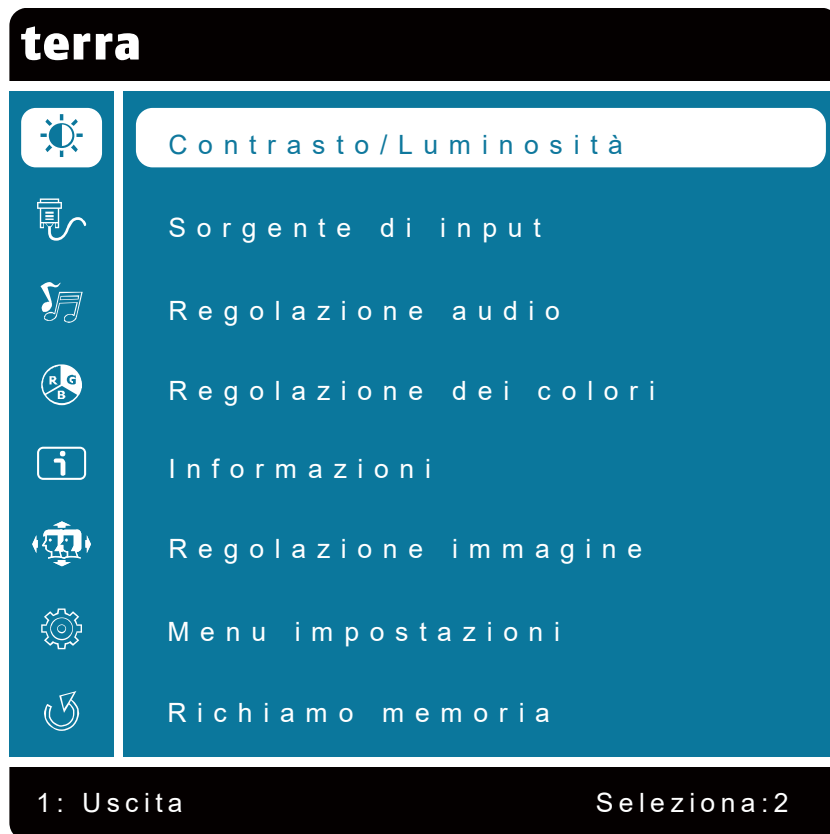 terra
Contrasto/Luminosità
Sorgente di input
Regolazione audio
R G
B
Regolazione dei colori
i
Informazioni
Regolazione immagine
Menu impostazioni
Richiamo memoria
1: Uscita Seleziona:2